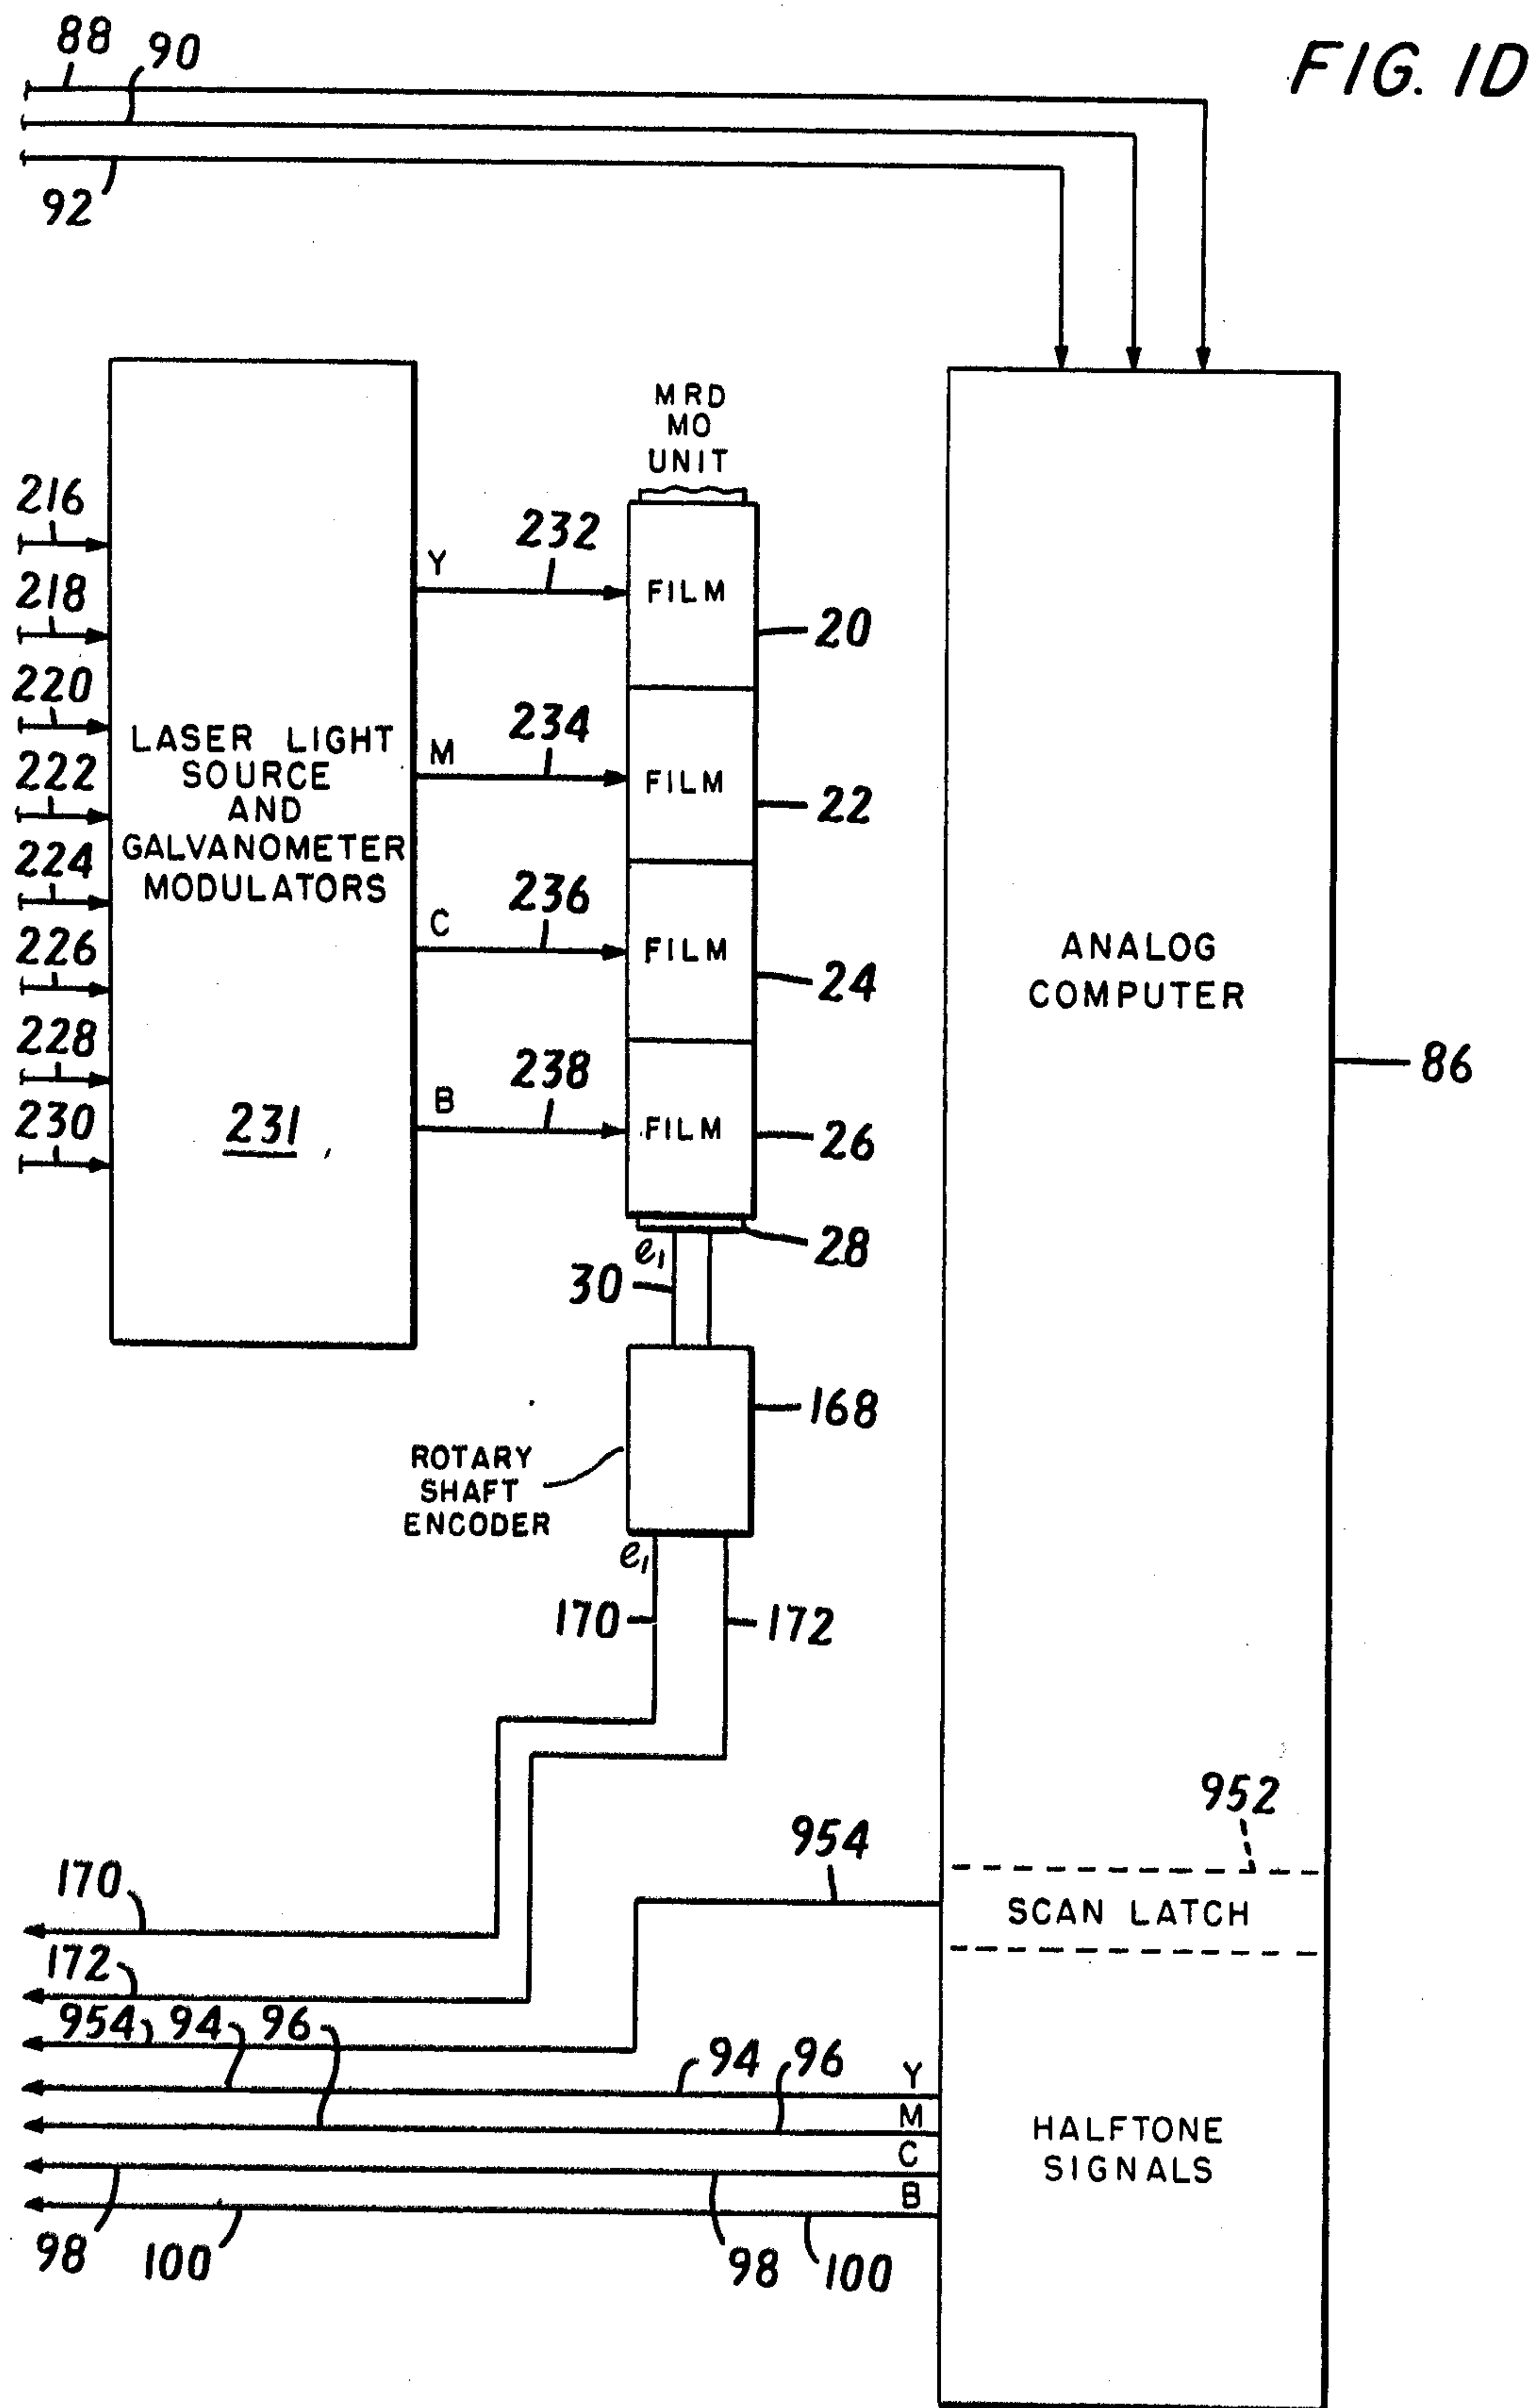 FIG. 1D
88
90
92
MRD
MO
UNIT
216
218
220
222
224
226
228
230
LASER LIGHT
SOURCE
AND
GALVANOMETER
MODULATORS
231
Y
232
FILM
20
M
234
FILM
22
C
236
FILM
24
B
238
FILM
26
28
e1
30
ANALOG
COMPUTER
86
168
ROTARY
SHAFT
ENCODER
e1
170
172
952
954
SCAN LATCH
170
172
954 94 96
94 96 Y
M
C
B
HALFTONE
SIGNALS
98 100
98 100